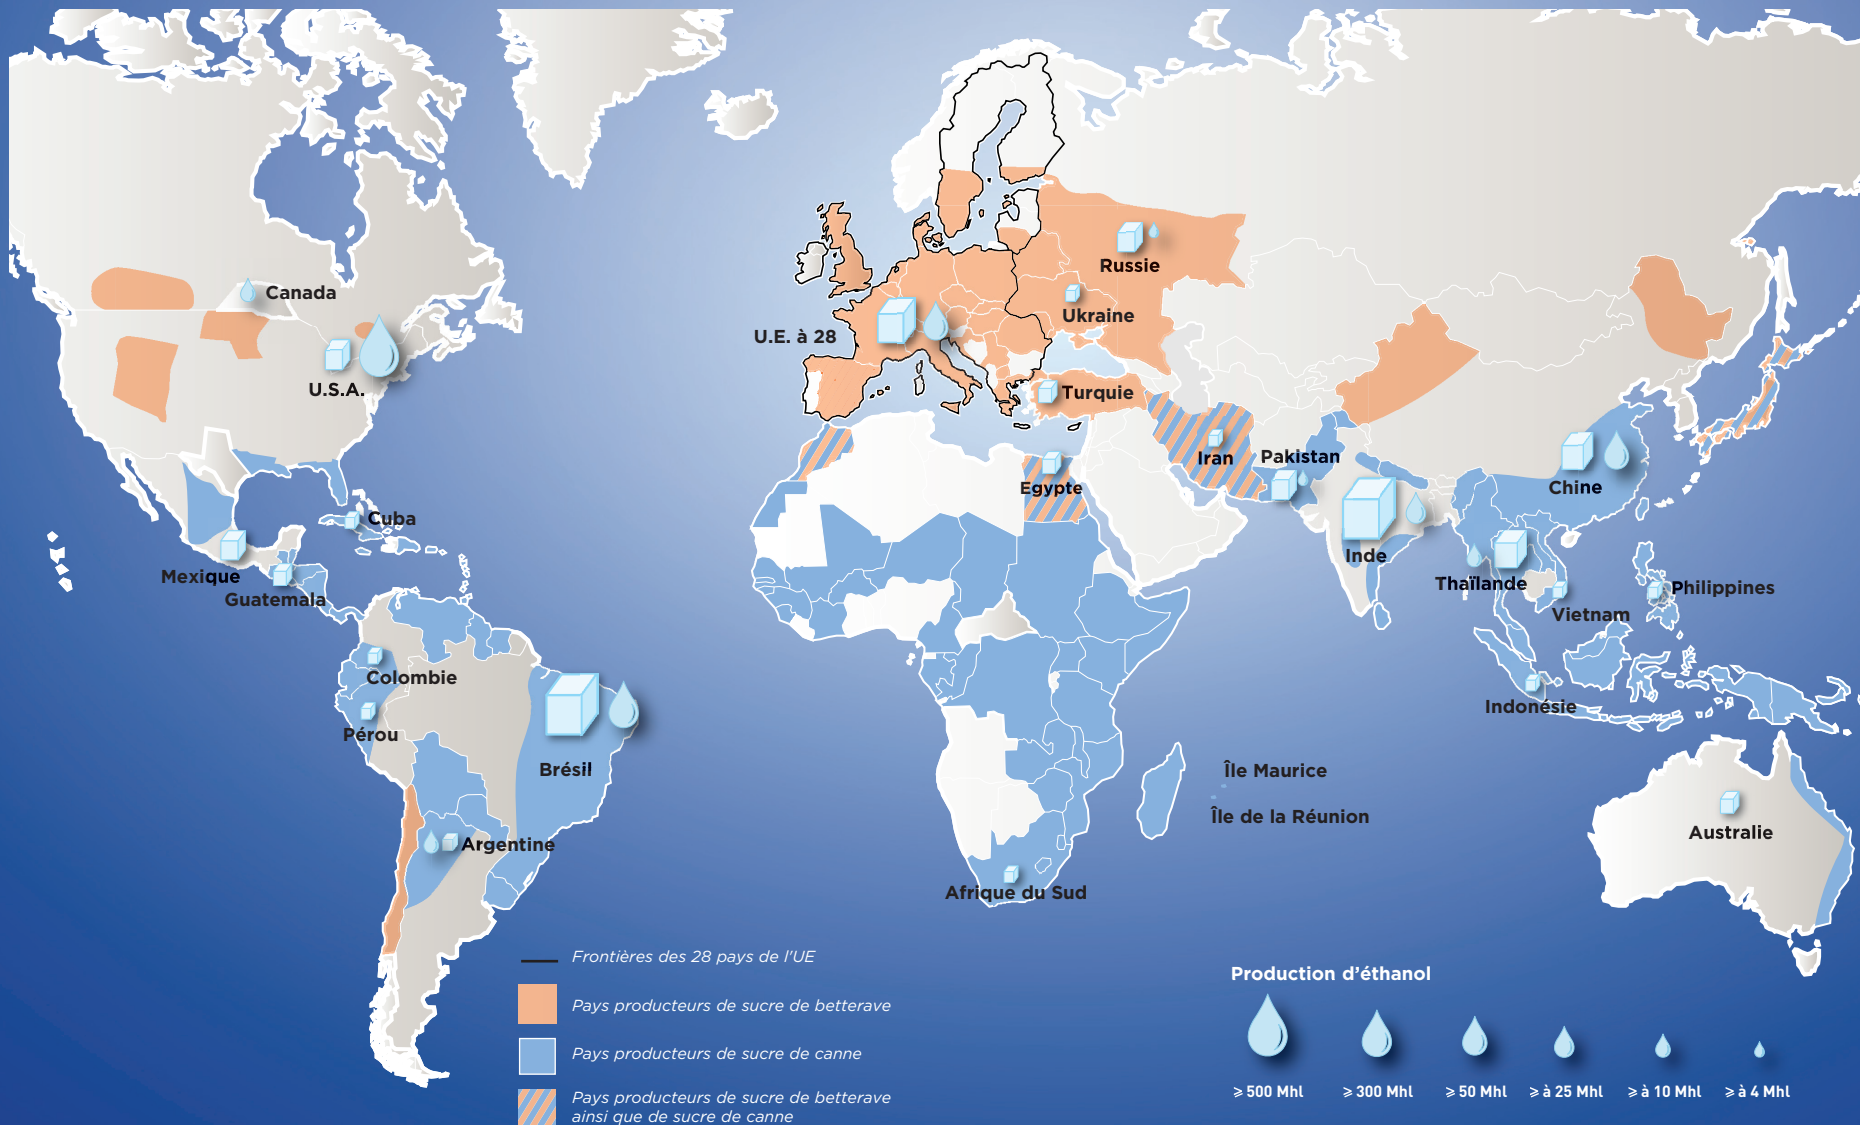 Canada
Russie
Ukraine
U.E. à 28
U.S.A.
Turquie
Iran
Pakistan
Egypte
Chine
Cuba
Mexique
Guatemala
Inde
Thaïlande
Philippines
Vietnam
Colombie
Indonésie
Pérou
Brésil
Île Maurice
Île de la Réunion
Argentine
Australie
Afrique du Sud
Frontières des 28 pays de l'UE
Pays producteurs de sucre de betterave
Pays producteurs de sucre de canne
Pays producteurs de sucre de betterave
ainsi que de sucre de canne
Production d’éthanol
⩾ 500 Mhl
⩾ 300 Mhl
⩾ 50 Mhl
⩾ à 25 Mhl
⩾ à 10 Mhl
⩾ à 4 Mhl